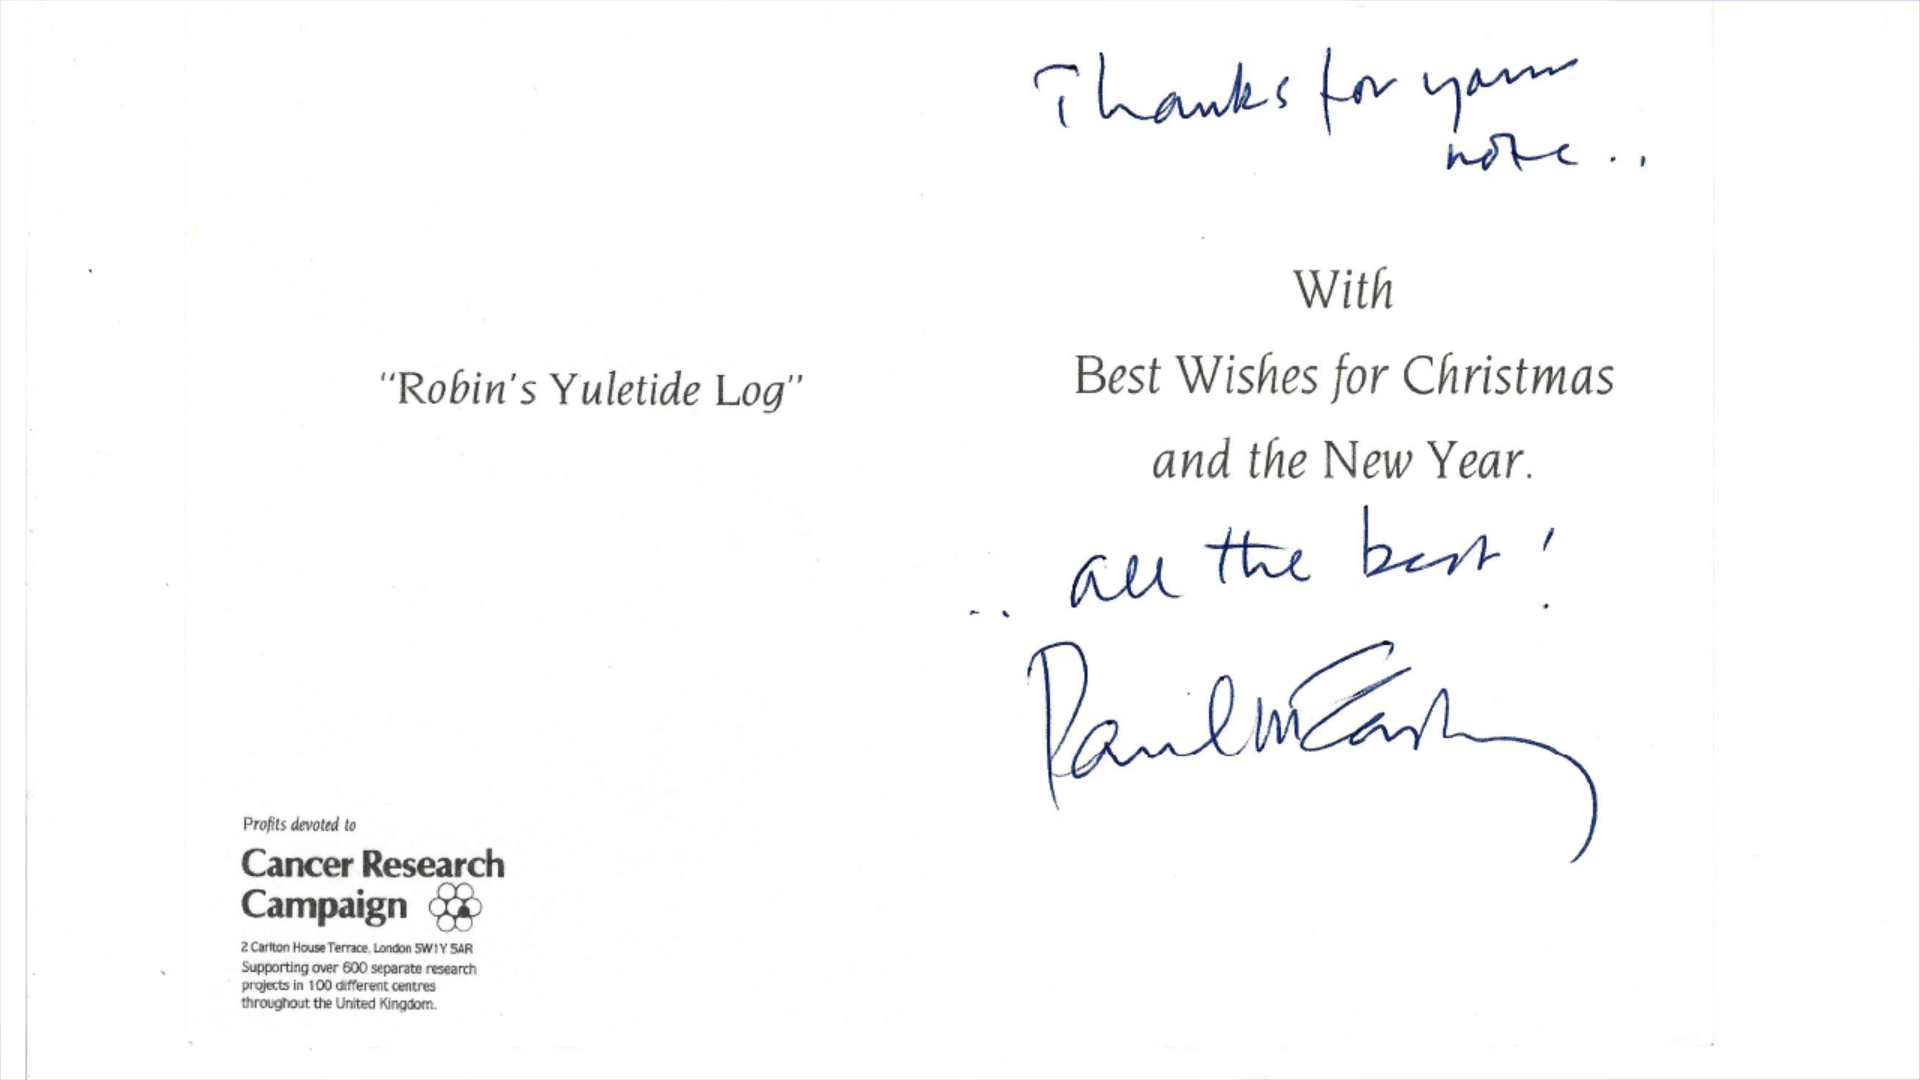 "Robin's Yuletide Log"
Profits devoted to
Cancer Research
Campaign
2 Carlton House Terrace, London SW1Y 5AR
Supporting over 600 separate research
projects in 100 different centres
throughout the United Kingdom.
Thanks for your
note..
With
Best Wishes for Christmas
and the New Year.
.. all the best!
Paul McCartney